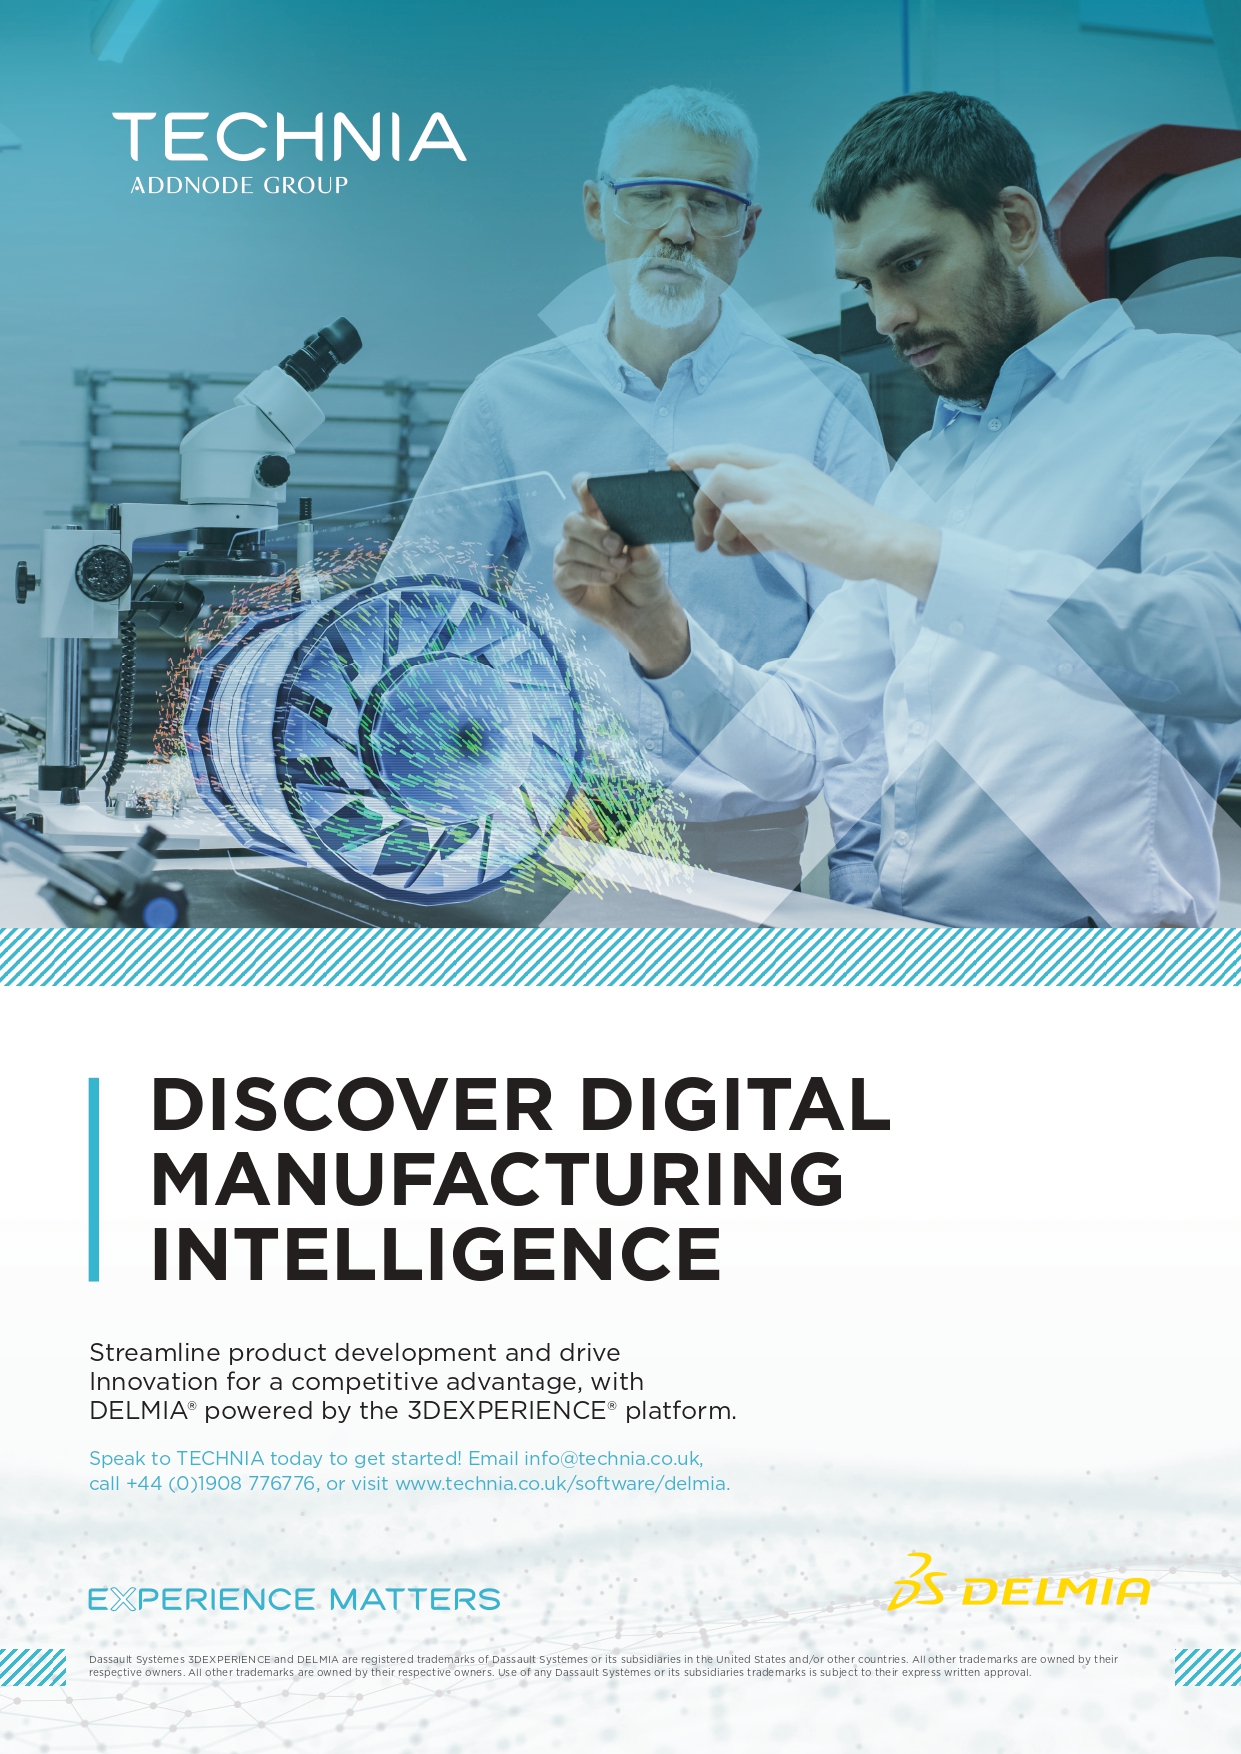 TECHNIA
ADDNODE GROUP
DISCOVER DIGITAL
MANUFACTURING
INTELLIGENCE
Streamline product development and drive
Innovation for a competitive advantage, with
DELMIA® powered by the 3DEXPERIENCE® platform.
Speak to TECHNIA today to get started! Email info@technia.co.uk,
call +44 (0)1908 776776, or visit www.technia.co.uk/software/delmia.
EXPERIENCE MATTERS
3DS DELMIA
Dassault Systèmes 3DEXPERIENCE and DELMIA are registered trademarks of Dassault Systèmes or its subsidiaries in the United States and/or other countries. All other trademarks are owned by their
respective owners. All other trademarks are owned by their respective owners. Use of any Dassault Systèmes or its subsidiaries trademarks is subject to their express written approval.